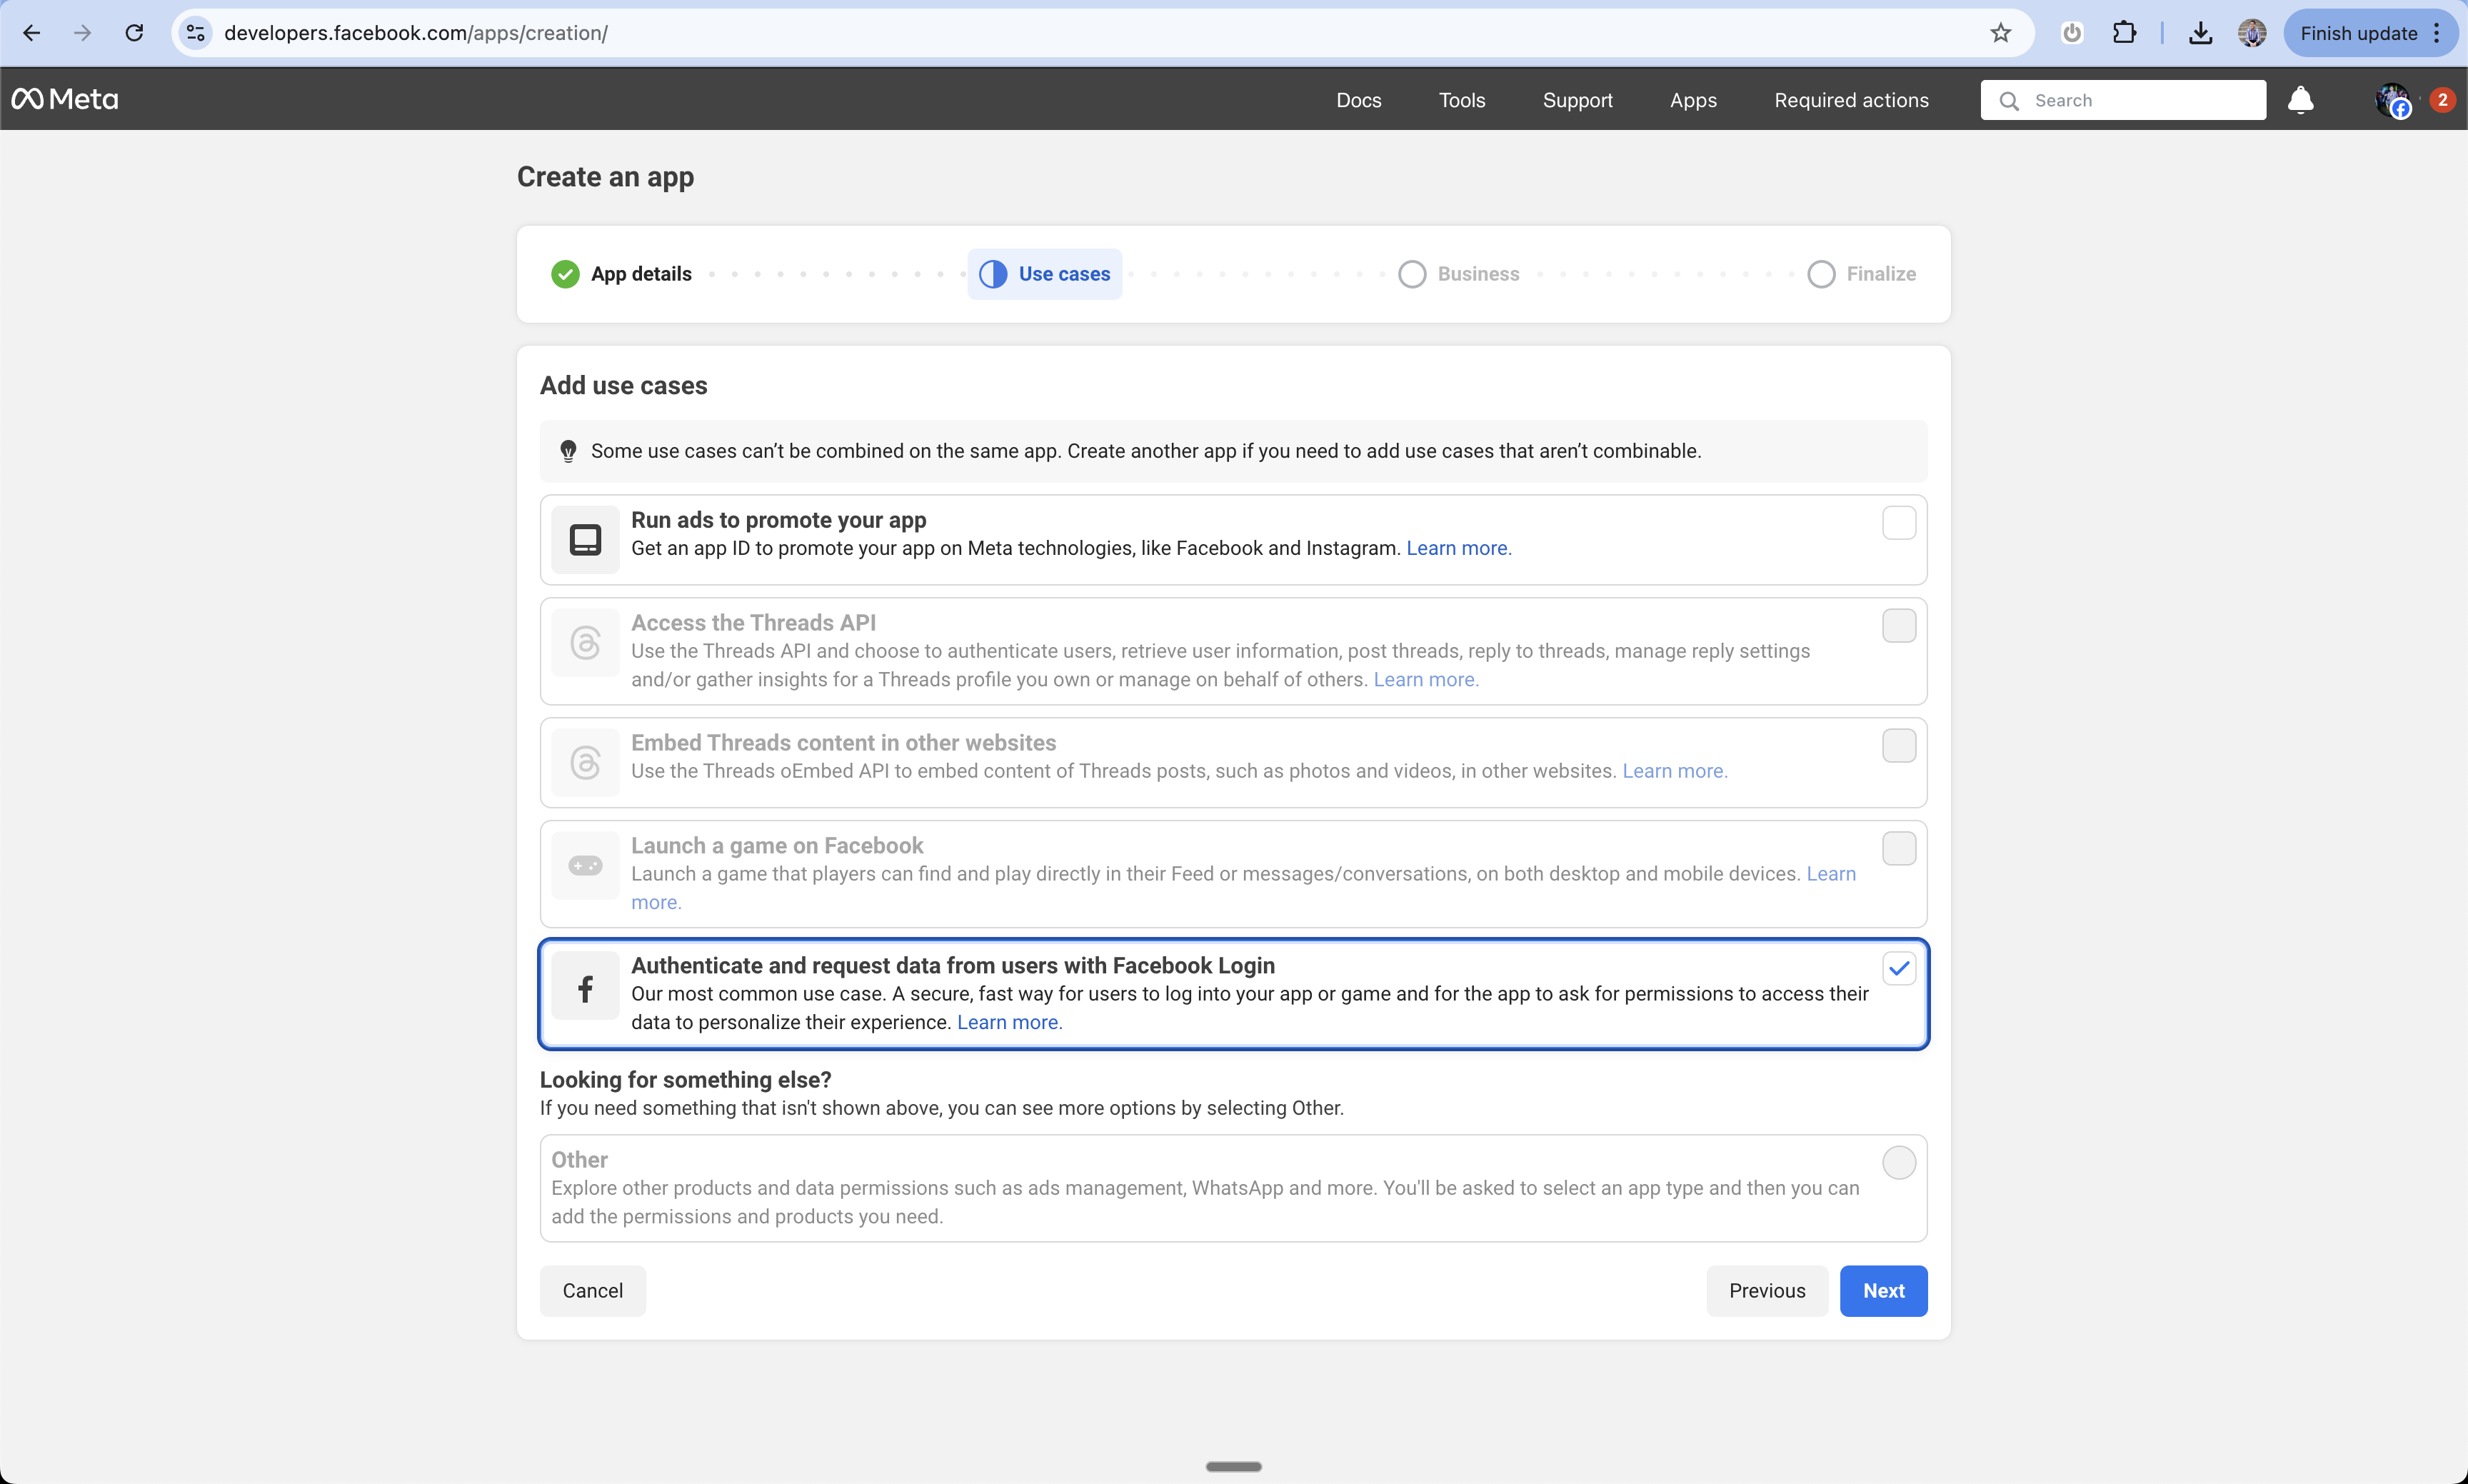 developers.facebook.com/apps/creation/
Finish update
Meta
Docs
Tools
Support
Apps
Required actions
Search
2
Create an app
App details
Use cases
Business
Finalize
Add use cases
Some use cases can’t be combined on the same app. Create another app if you need to add use cases that aren’t combinable.
Run ads to promote your app
Get an app ID to promote your app on Meta technologies, like Facebook and Instagram. Learn more.
Access the Threads API
Use the Threads API and choose to authenticate users, retrieve user information, post threads, reply to threads, manage reply settings
and/or gather insights for a Threads profile you own or manage on behalf of others. Learn more.
Embed Threads content in other websites
Use the Threads oEmbed API to embed content of Threads posts, such as photos and videos, in other websites. Learn more.
Launch a game on Facebook
Launch a game that players can find and play directly in their Feed or messages/conversations, on both desktop and mobile devices. Learn
more.
Authenticate and request data from users with Facebook Login
Our most common use case. A secure, fast way for users to log into your app or game and for the app to ask for permissions to access their
data to personalize their experience. Learn more.
Looking for something else?
If you need something that isn't shown above, you can see more options by selecting Other.
Other
Explore other products and data permissions such as ads management, WhatsApp and more. You'll be asked to select an app type and then you can
add the permissions and products you need.
Cancel
Previous
Next